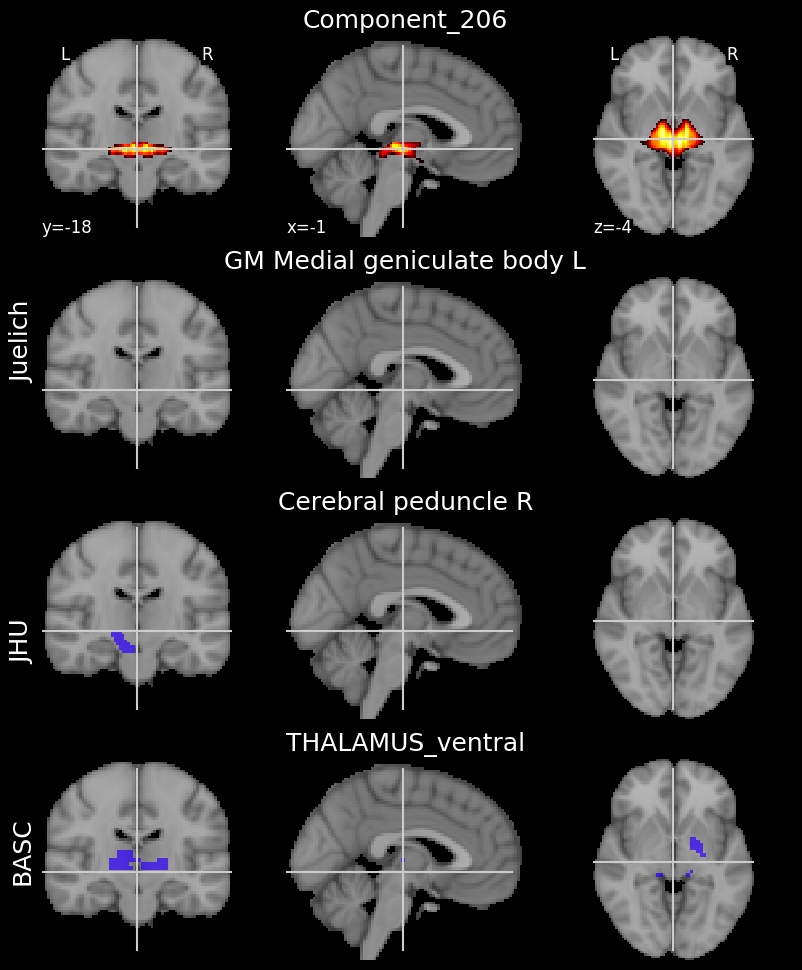 Component_206
L R L R
y=-18 x=-1 z=-4
GM Medial geniculate body L
Juelich
Cerebral peduncle R
JHU
THALAMUS_ventral
BASC